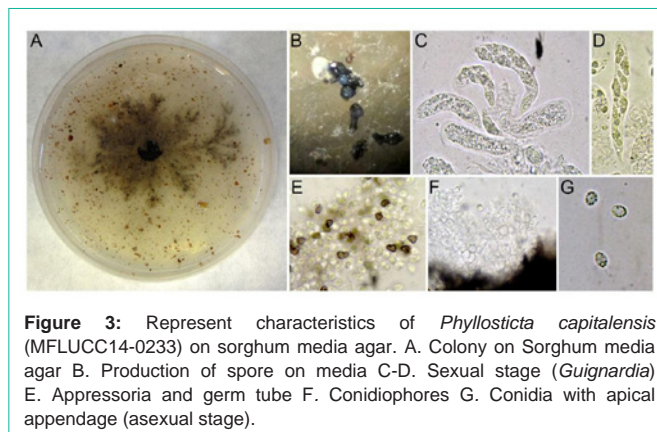 A
B
C
D
E
F
G
Figure 3: Represent characteristics of Phyllosticta capitalensis
(MFLUCC14-0233) on sorghum media agar. A. Colony on Sorghum media
agar B. Production of spore on media C-D. Sexual stage (Guignardia)
E. Appressoria and germ tube F. Conidiophores G. Conidia with apical
appendage (asexual stage).